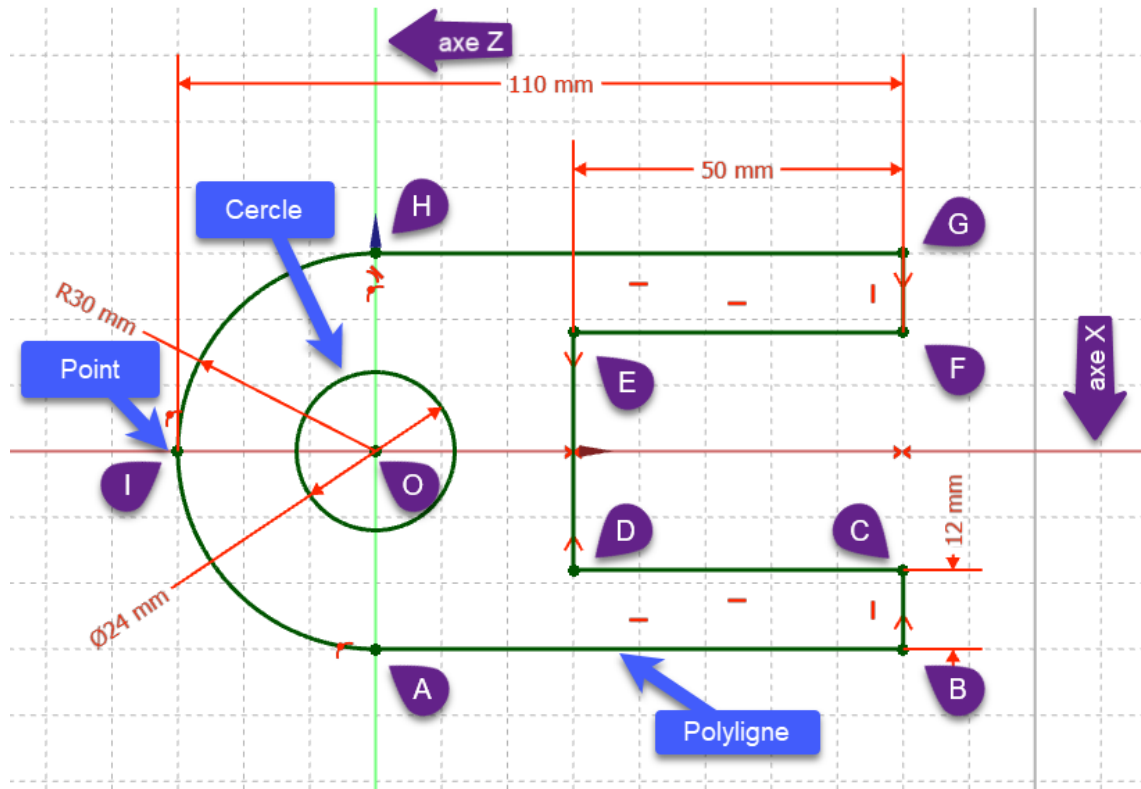 axe Z
110 mm
50 mm
Cercle
H
G
R30 mm
Point
E
F
axe X
I
O
D
C
12 mm
Ø24 mm
A
B
Polyligne